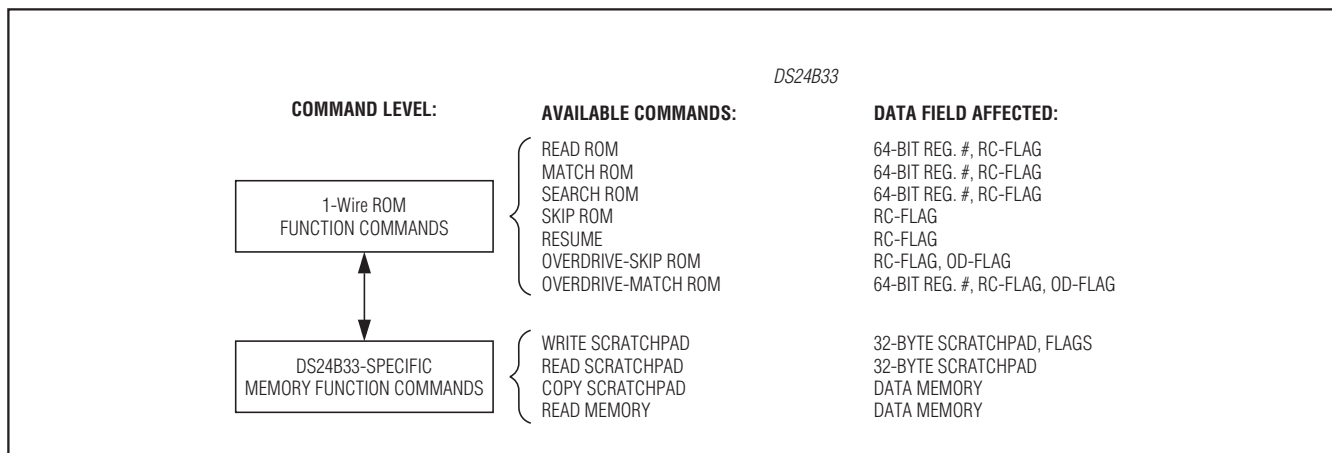 DS24B33
COMMAND LEVEL: AVAILABLE COMMANDS: DATA FIELD AFFECTED:
1-Wire ROM
FUNCTION COMMANDS
READ ROM 64-BIT REG. #, RC-FLAG
MATCH ROM 64-BIT REG. #, RC-FLAG
SEARCH ROM 64-BIT REG. #, RC-FLAG
SKIP ROM RC-FLAG
RESUME RC-FLAG
OVERDRIVE-SKIP ROM RC-FLAG, OD-FLAG
OVERDRIVE-MATCH ROM 64-BIT REG. #, RC-FLAG, OD-FLAG
DS24B33-SPECIFIC
MEMORY FUNCTION COMMANDS
WRITE SCRATCHPAD 32-BYTE SCRATCHPAD, FLAGS
READ SCRATCHPAD 32-BYTE SCRATCHPAD
COPY SCRATCHPAD DATA MEMORY
READ MEMORY DATA MEMORY